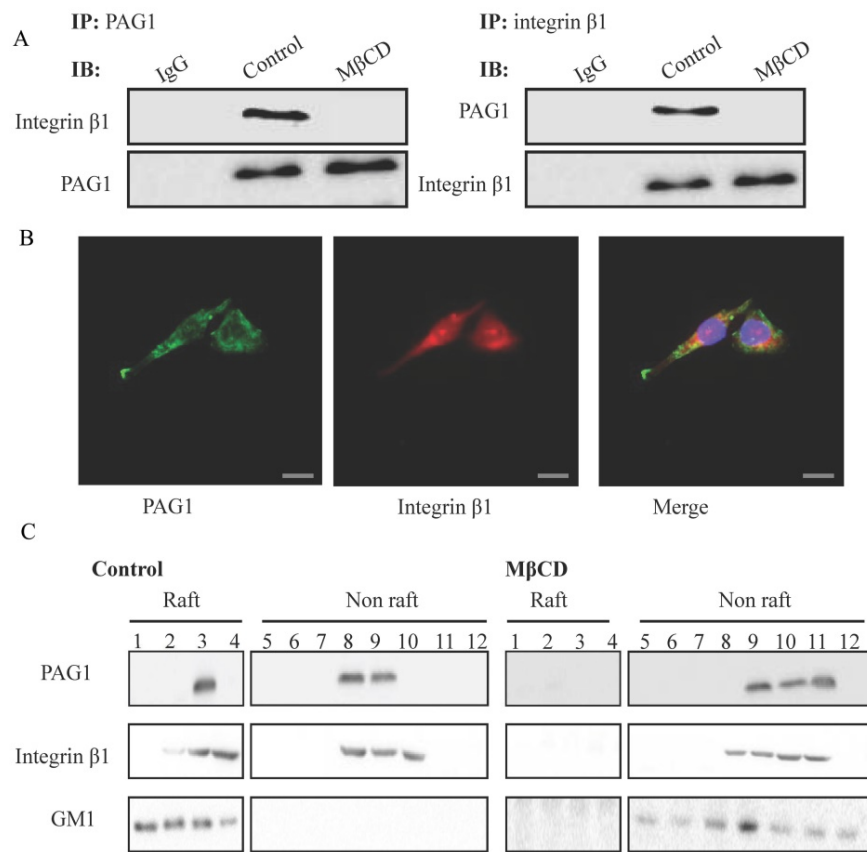 A
IP: PAG1
IP: integrin β1
IB: IgG Control MβCD
IB: IgG Control MβCD
Integrin β1
PAG1
PAG1
Integrin β1
B
PAG1 Integrin β1 Merge
C
Control MβCD
Raft Non raft Raft Non raft
1 2 3 4 5 6 7 8 9 10 11 12 1 2 3 4 5 6 7 8 9 10 11 12
PAG1
Integrin β1
GM1